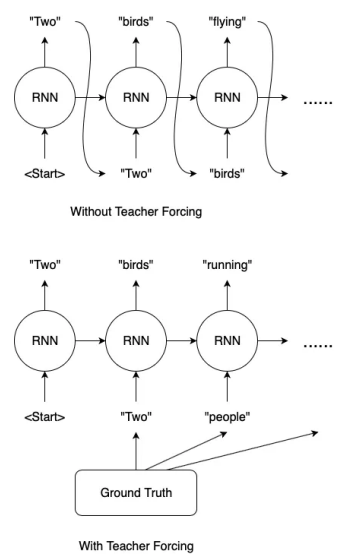 "Two" "birds" "flying"
RNN RNN RNN ......
<Start> "Two" "birds"
Without Teacher Forcing
"Two" "birds" "running"
RNN RNN RNN ......
<Start> "Two" "people"
Ground Truth
With Teacher Forcing